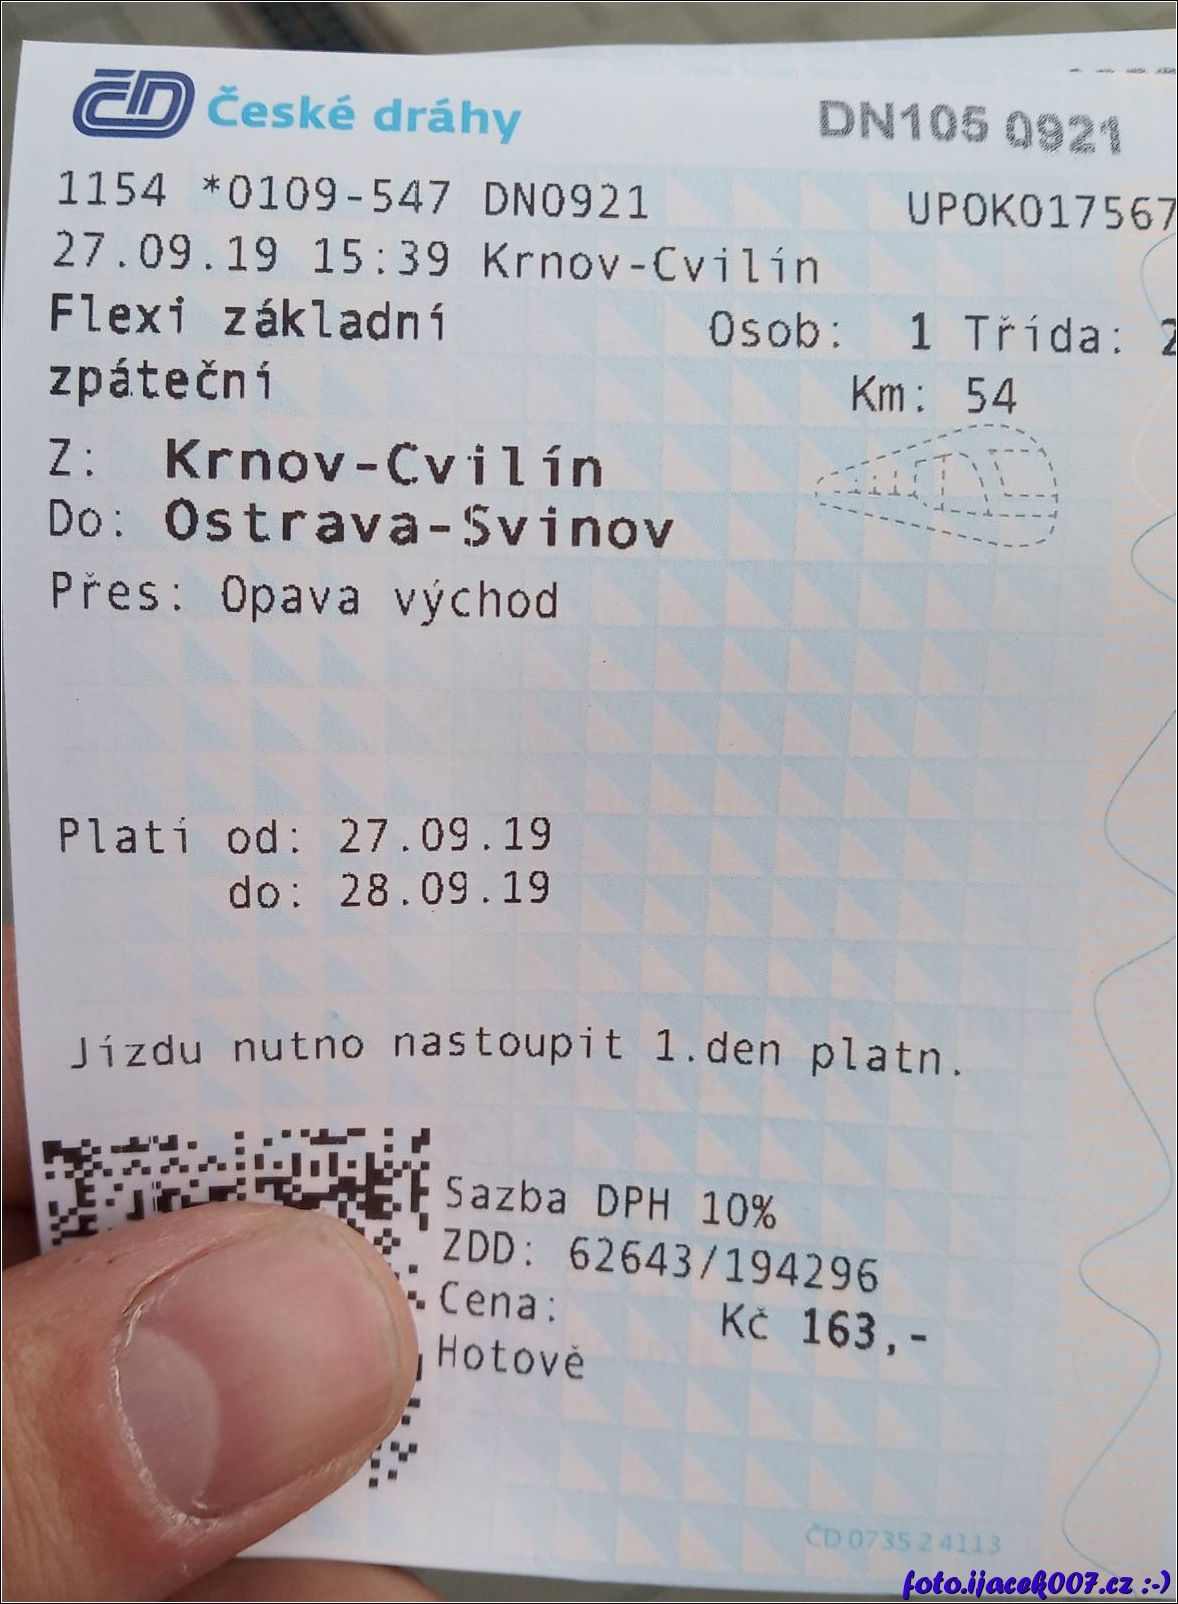 ČD České dráhy
DN105 0921
1154 *0109-547 DN0921 UPOK017567
27.09.19 15:39 Krnov-Cvilín
Flexi základní Osob: 1 Třída: 2
zpáteční
Km: 54
Z: Krnov-Cvilín
Do: Ostrava-Svinov
Přes: Opava východ
Platí od: 27.09.19
do: 28.09.19
Jízdu nutno nastoupit 1.den platn.
Sazba DPH 10%
ZDD: 62643/194296
Cena: Kč 163,-
Hotově
ČD 0735 2 4113
foto.ijacek007.cz :-)